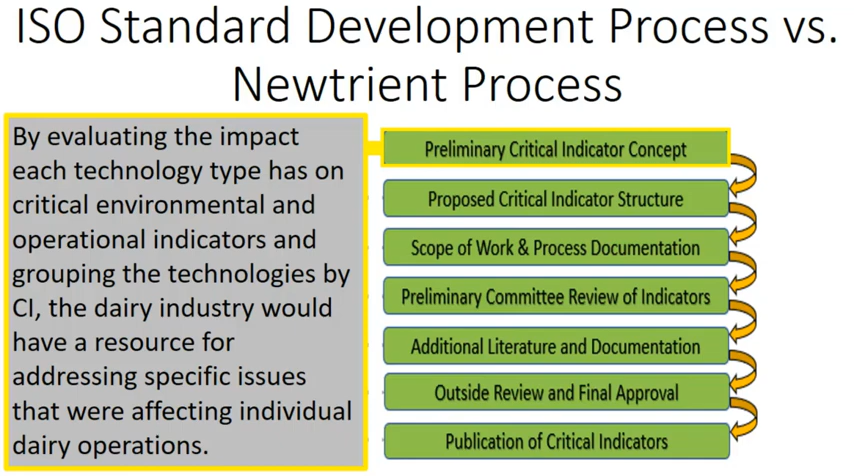 ISO Standard Development Process vs.
Newtrient Process
By evaluating the impact
each technology type has on
critical environmental and
operational indicators and
grouping the technologies by
CI, the dairy industry would
have a resource for
addressing specific issues
that were affecting individual
dairy operations.
Preliminary Critical Indicator Concept
Proposed Critical Indicator Structure
Scope of Work & Process Documentation
Preliminary Committee Review of Indicators
Additional Literature and Documentation
Outside Review and Final Approval
Publication of Critical Indicators